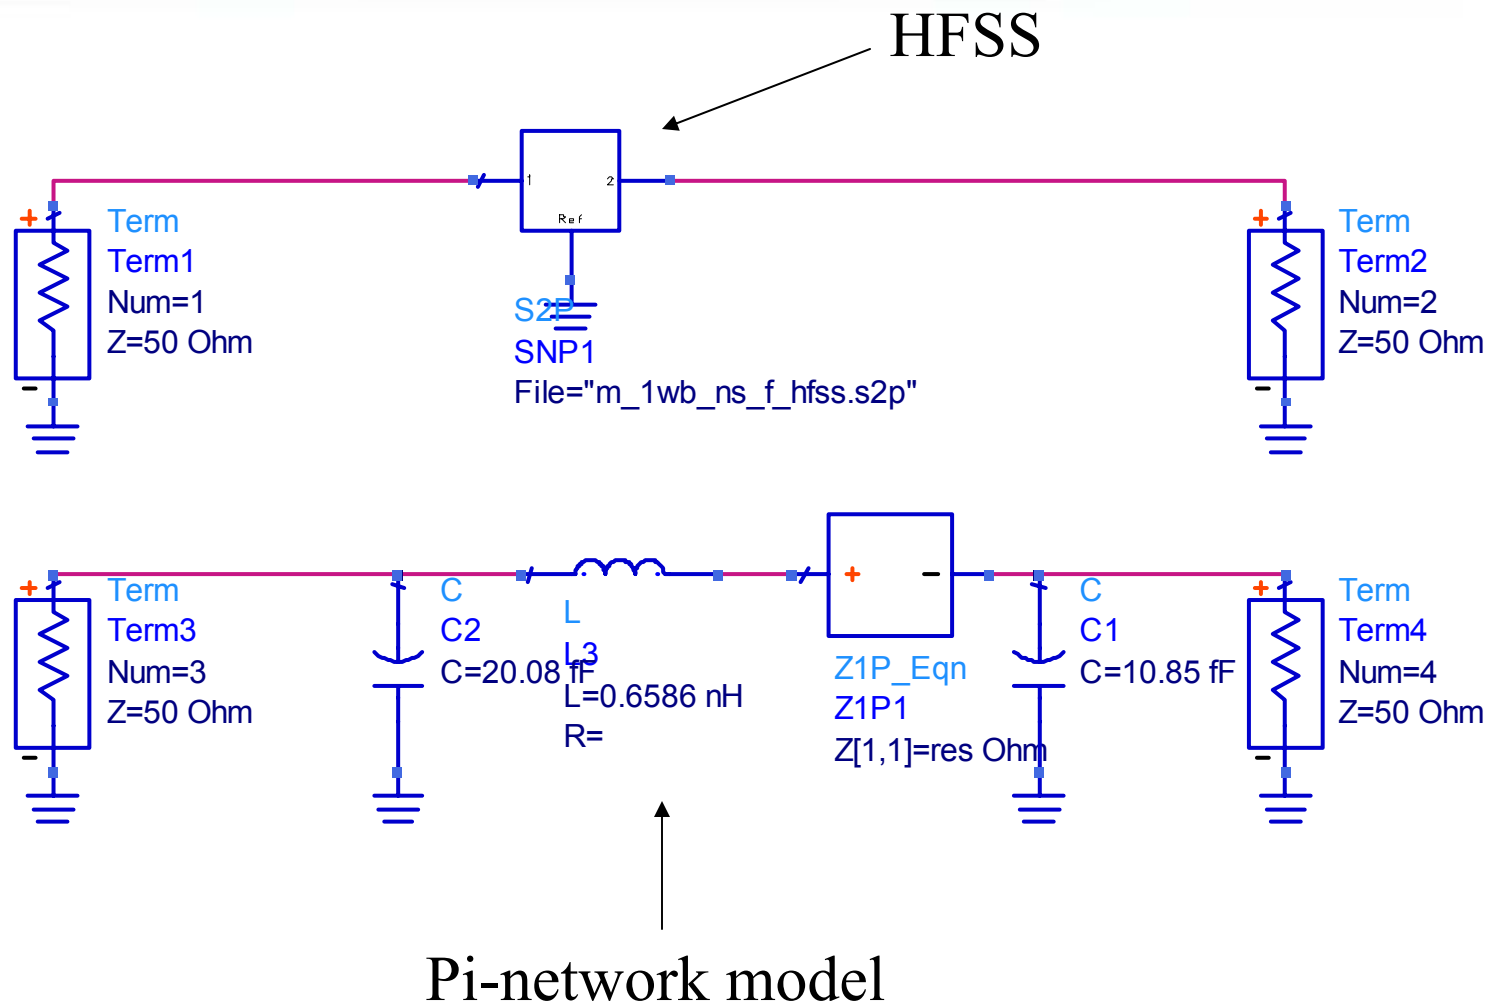 HFSS
1
2
Ref
+
Term
Term1
Num=1
Z=50 Ohm
−
S2P
SNP1
File="m_1wb_ns_f_hfss.s2p"
+
Term
Term2
Num=2
Z=50 Ohm
−
+
Term
Term3
Num=3
Z=50 Ohm
−
C
C2
C=20.08 fF
L
L3
L=0.6586 nH
R=
+ −
Z1P_Eqn
Z1P1
Z[1,1]=res Ohm
C
C1
C=10.85 fF
+
Term
Term4
Num=4
Z=50 Ohm
−
Pi-network model